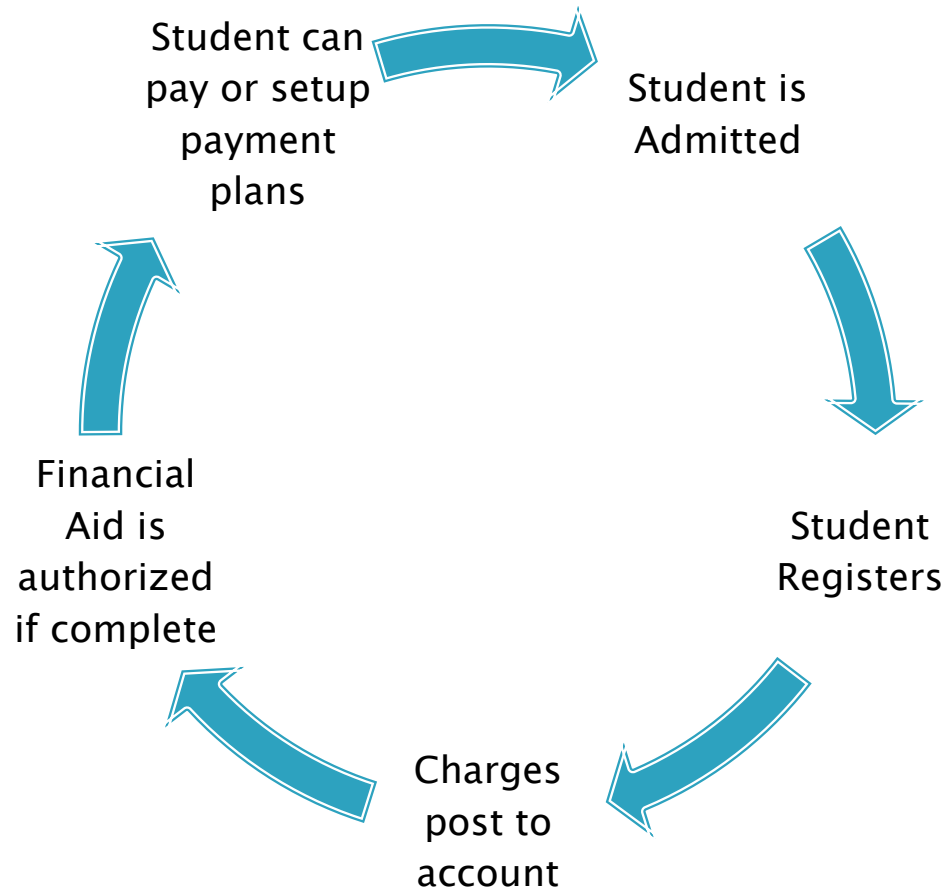 Student can
pay or setup
payment
plans
Student is
Admitted
Student
Registers
Charges
post to
account
Financial
Aid is
authorized
if complete